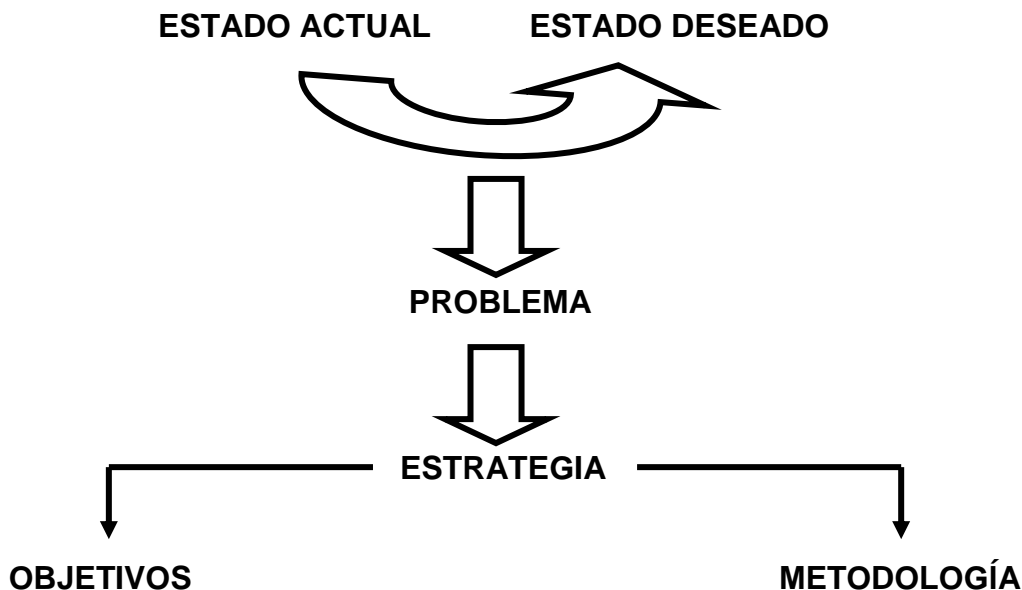 ESTADO ACTUAL ESTADO DESEADO
PROBLEMA
ESTRATEGIA
OBJETIVOS METODOLOGÍA